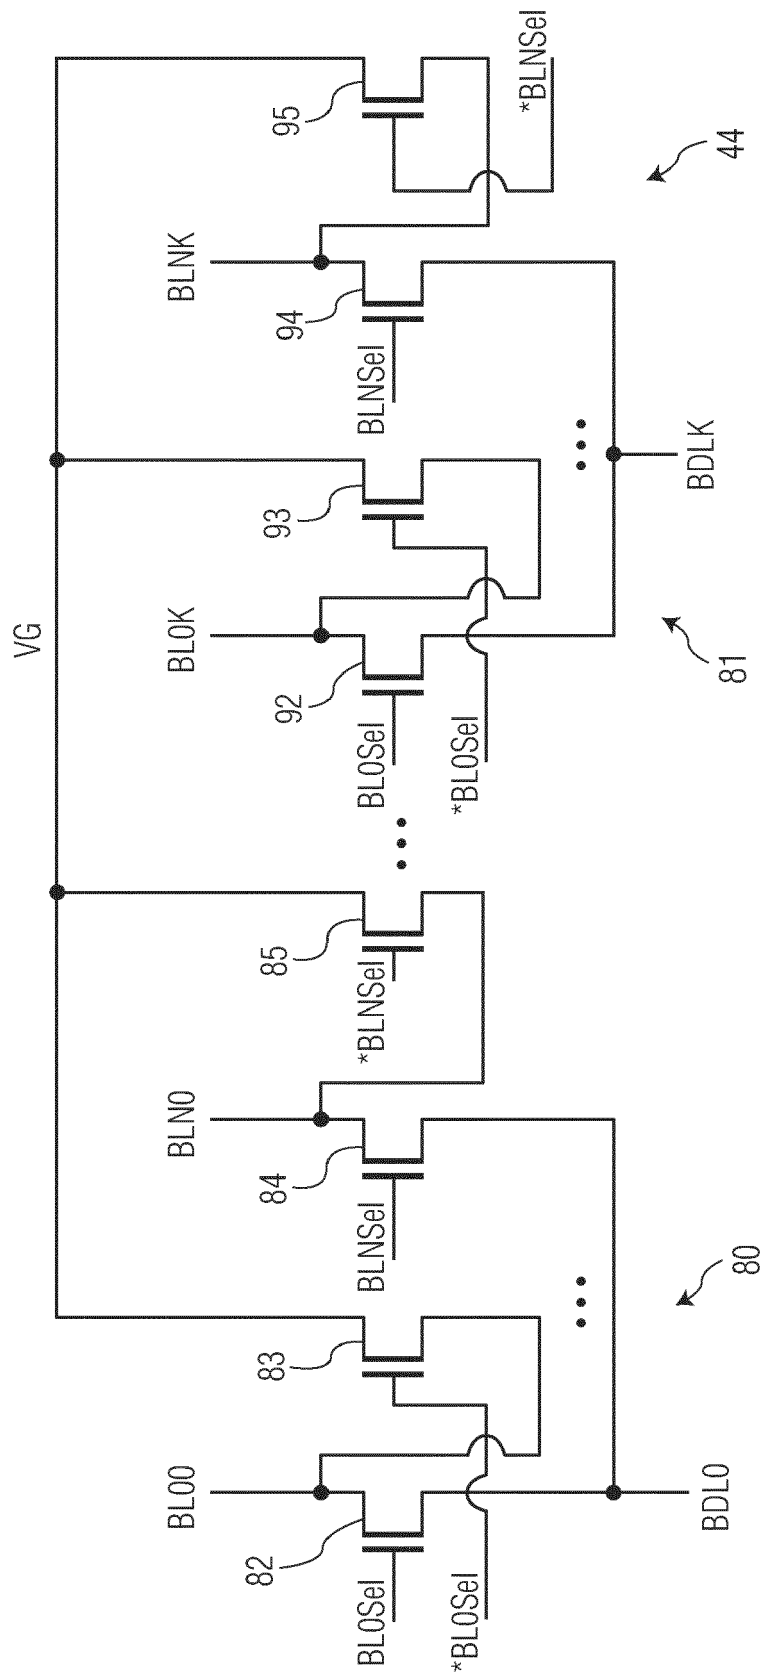 VG
BL00
BLN0
BL0K
BLNK
82
83
84
85
92
93
94
95
BL0Sel
BLNSel
*BLNSel
BL0Sel
BLNSel
*BL0Sel
*BL0Sel
*BLNSel
BDL0
BDLK
80
81
44